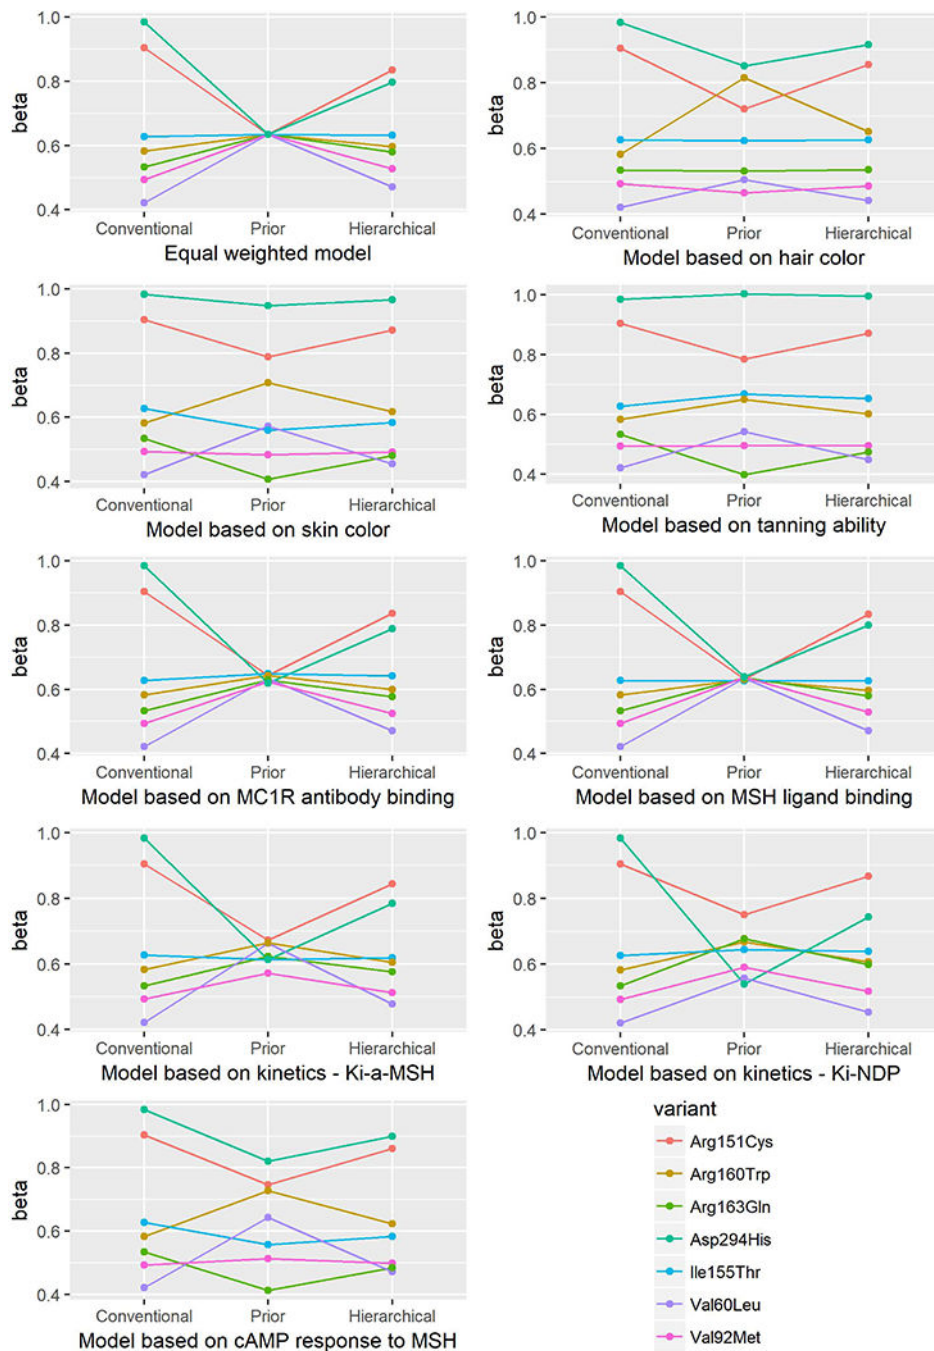 1.0
0.8
0.6
0.4
beta
Conventional Prior Hierarchical
Equal weighted model
1.0
0.8
0.6
0.4
beta
Conventional Prior Hierarchical
Model based on hair color
1.0
0.8
0.6
0.4
beta
Conventional Prior Hierarchical
Model based on skin color
1.0
0.8
0.6
0.4
beta
Conventional Prior Hierarchical
Model based on tanning ability
1.0
0.8
0.6
0.4
beta
Conventional Prior Hierarchical
Model based on MC1R antibody binding
1.0
0.8
0.6
0.4
beta
Conventional Prior Hierarchical
Model based on MSH ligand binding
1.0
0.8
0.6
0.4
beta
Conventional Prior Hierarchical
Model based on kinetics - Ki-a-MSH
1.0
0.8
0.6
0.4
beta
Conventional Prior Hierarchical
Model based on kinetics - Ki-NDP
1.0
0.8
0.6
0.4
beta
Conventional Prior Hierarchical
Model based on cAMP response to MSH
variant
Arg151Cys
Arg160Trp
Arg163Gln
Asp294His
Ile155Thr
Val60Leu
Val92Met